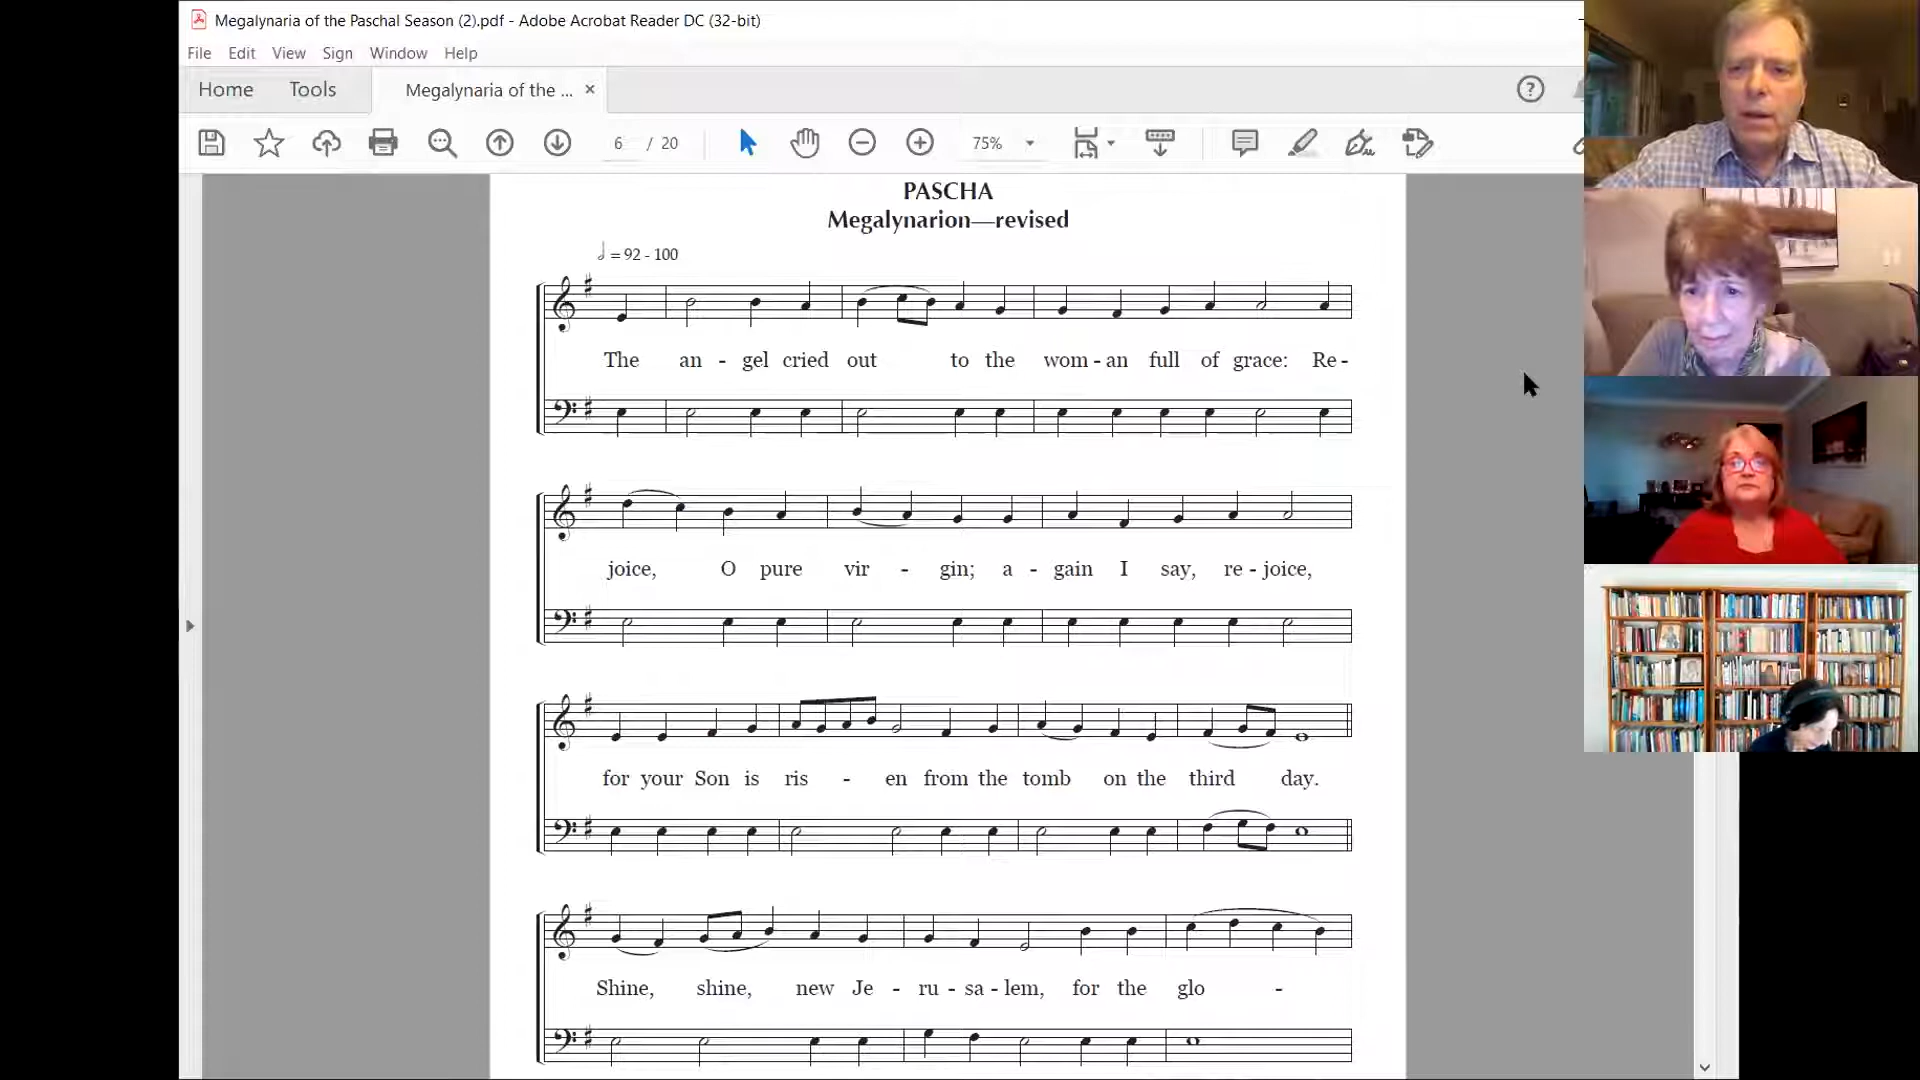 Megalynaria of the Paschal Season (2).pdf - Adobe Acrobat Reader DC (32-bit)
File Edit View Sign Window Help
Home Tools Megalynaria of the ... ×
6 / 20 75%
PASCHA
Megalynarion—revised
= 92 - 100
The an - gel cried out to the wom - an full of grace: Re -
joice, O pure vir - gin; a - gain I say, re - joice,
for your Son is ris - en from the tomb on the third day.
Shine, shine, new Je - ru - sa - lem, for the glo -